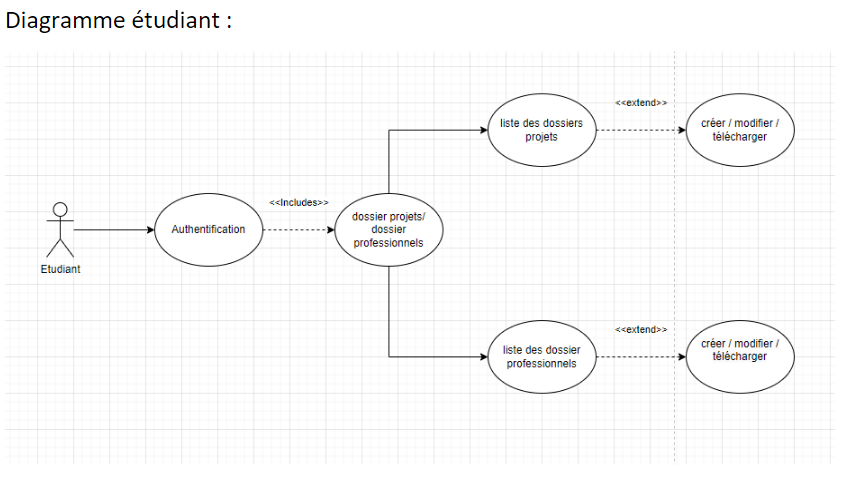 Diagramme étudiant :
<<extend>>
liste des dossiers
projets
créer / modifier /
télécharger
<<Includes>>
Authentification
dossier projets/
dossier
professionnels
Etudiant
<<extend>>
liste des dossier
professionnels
créer / modifier /
télécharger